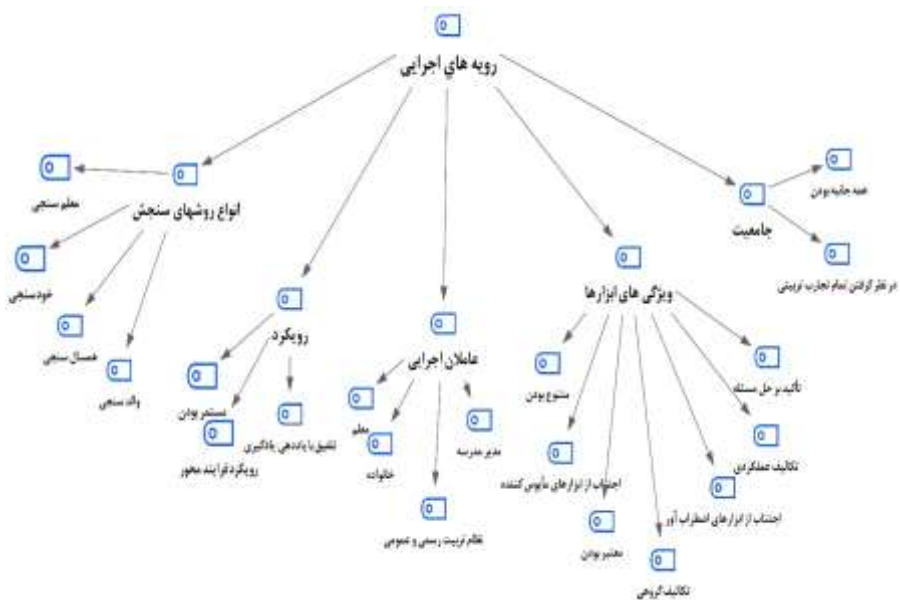 رویه های اجرایی
همه جانبه بودن
معلم سنجی
انواع روشهای سنجش
جامعیت
خودسنجی
در نظر گرفتن تمام تجارب تربیتی
ویژگی های ابزارها
رویکرد
عاملان اجرایی
همسال سنجی
والد سنجی
تأکید بر حل مسئله
متنوع بودن
مستمر بودن
معلم
تلفیق با یاددهی یادگیری
مدیر مدرسه
رویکرد فرایند محور
خانواده
تکالیف عملکردی
اجتناب از ابزارهای مأیوس کننده
اجتناب از ابزارهای اضطراب آور
نظام تربیت رسمی و عمومی
معتبر بودن
تکالیف گروهی